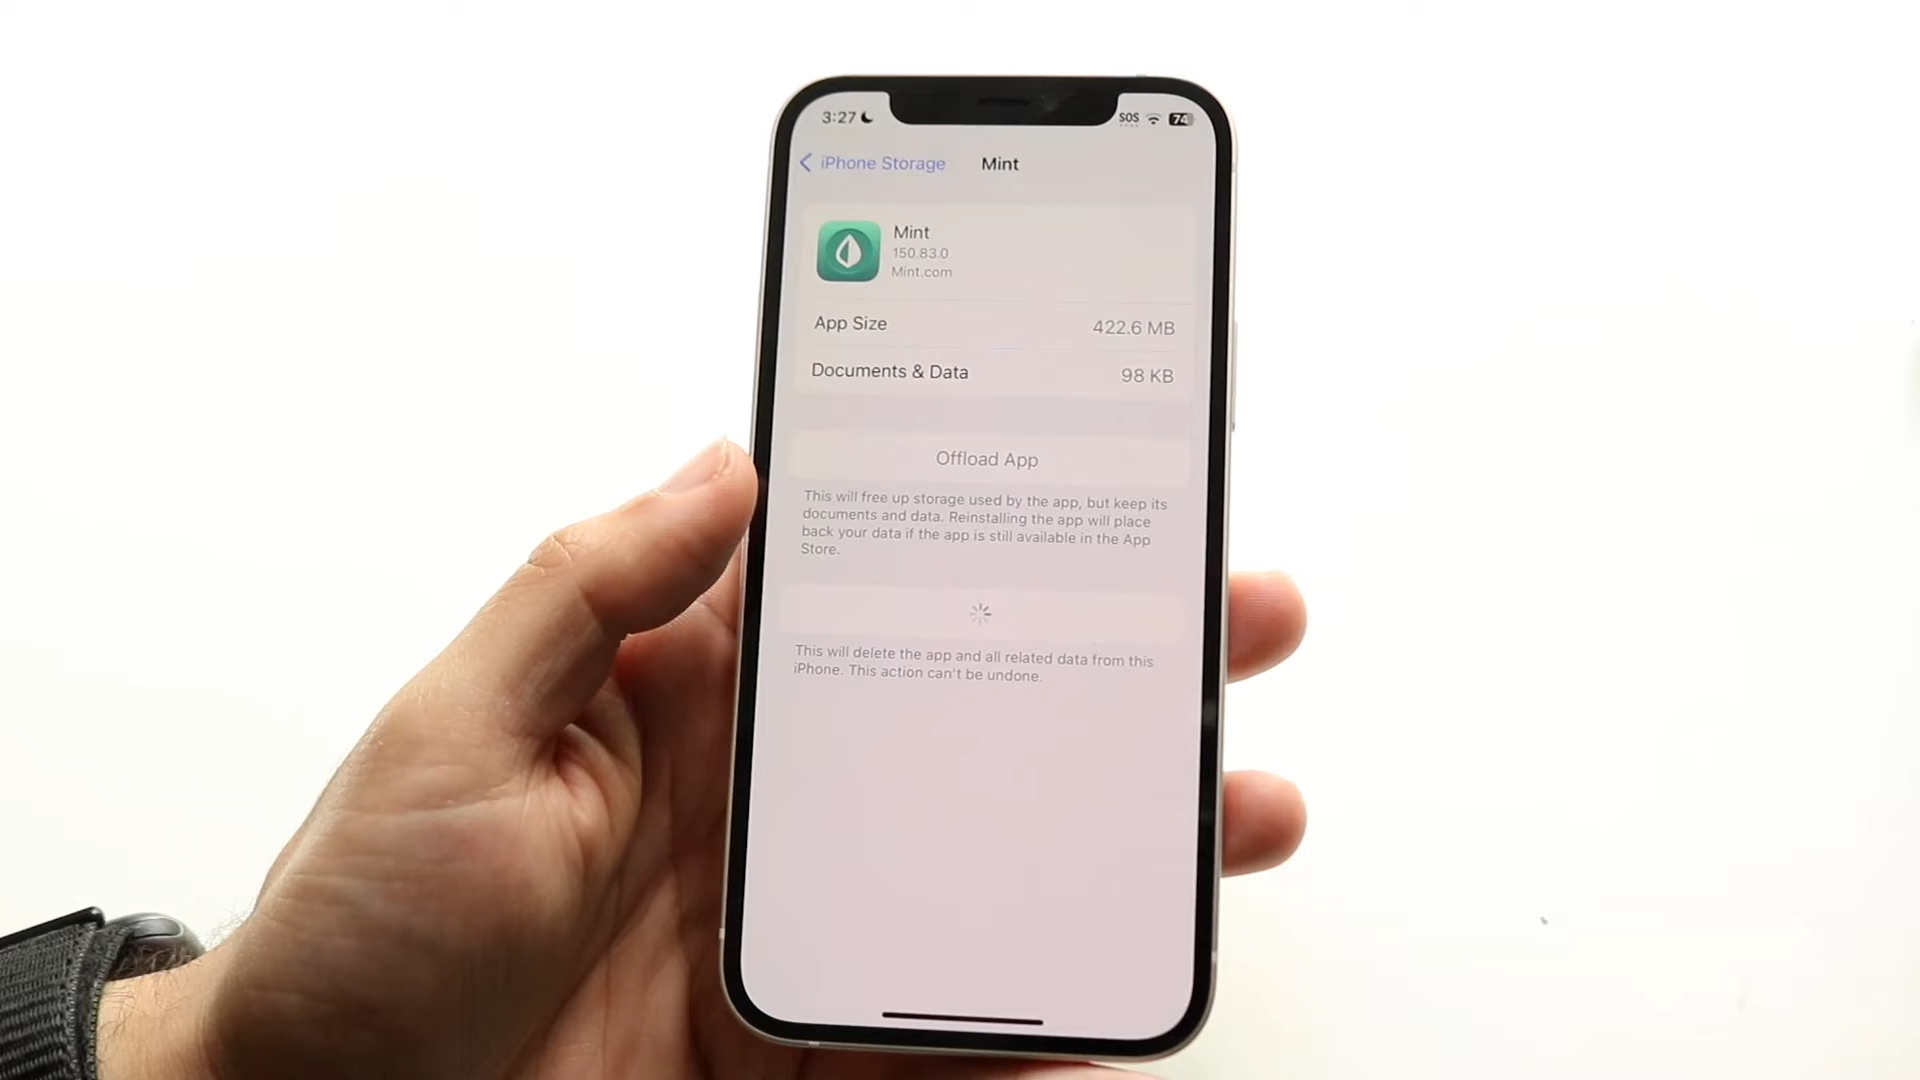 3:27
SOS
74
iPhone Storage
Mint
Mint
150.83.0
Mint.com
App Size
422.6 MB
Documents & Data
98 KB
Offload App
This will free up storage used by the app, but keep its
documents and data. Reinstalling the app will place
back your data if the app is still available in the App
Store.
This will delete the app and all related data from this
iPhone. This action can't be undone.